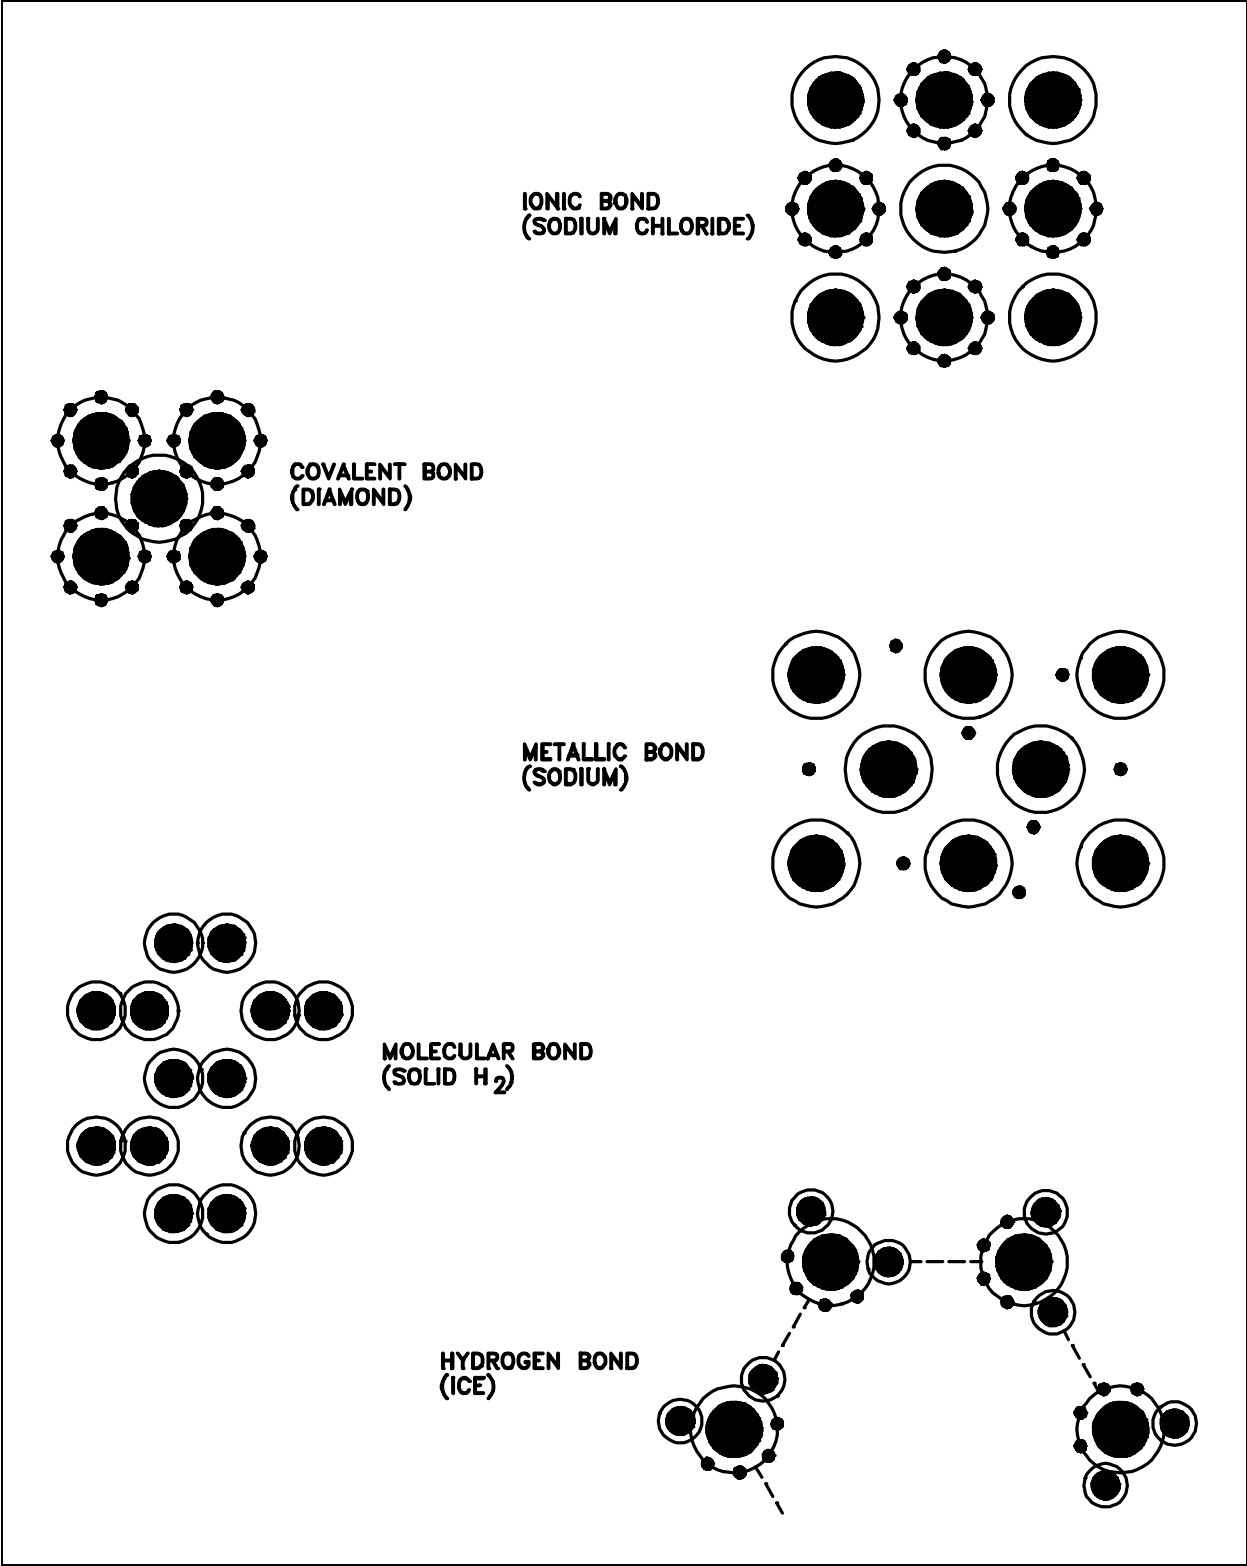 IONIC BOND
(SODIUM CHLORIDE)
COVALENT BOND
(DIAMOND)
METALLIC BOND
(SODIUM)
MOLECULAR BOND
(SOLID H2)
HYDROGEN BOND
(ICE)